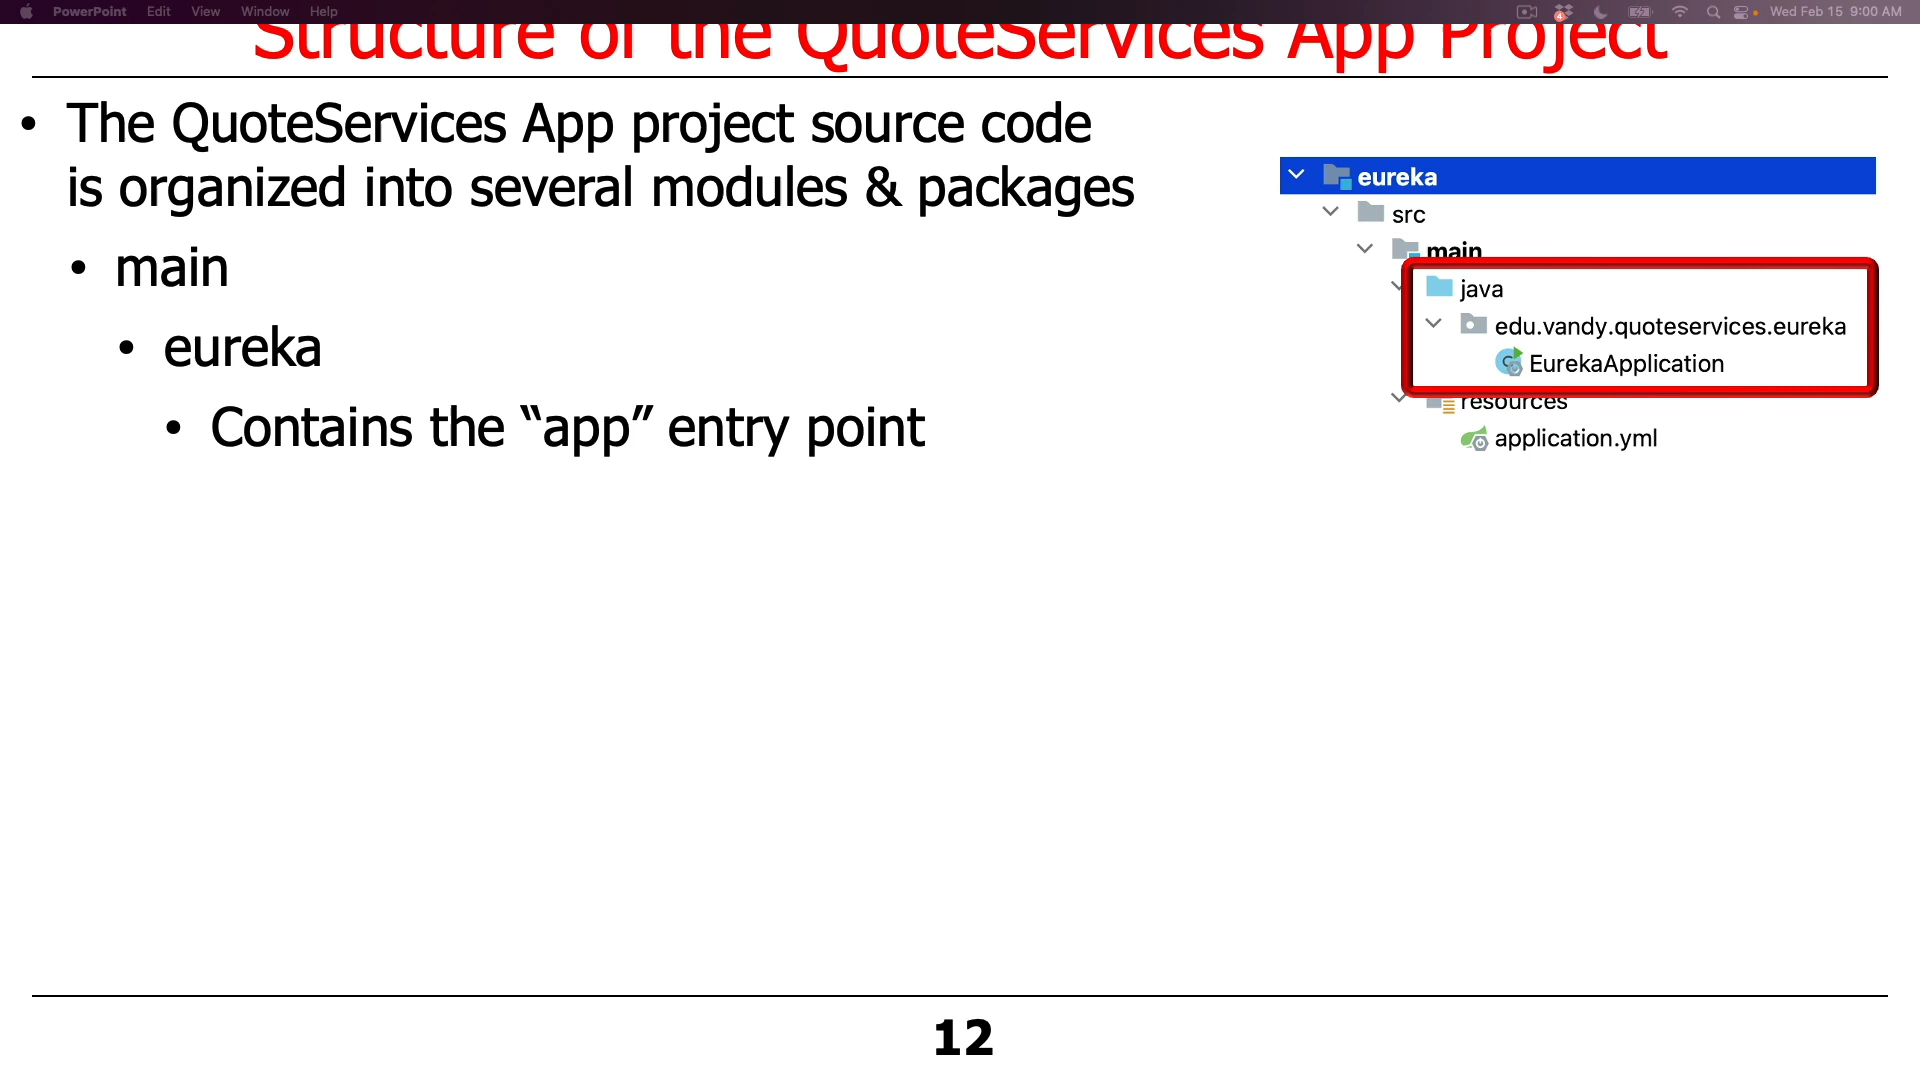 PowerPoint Edit View Window Help
4 Wed Feb 15 9:00 AM
Structure of the QuoteServices App Project
• The QuoteServices App project source code
is organized into several modules & packages
• main
• eureka
• Contains the “app” entry point
eureka
src
main
java
edu.vandy.quoteservices.eureka
EurekaApplication
resources
application.yml
12